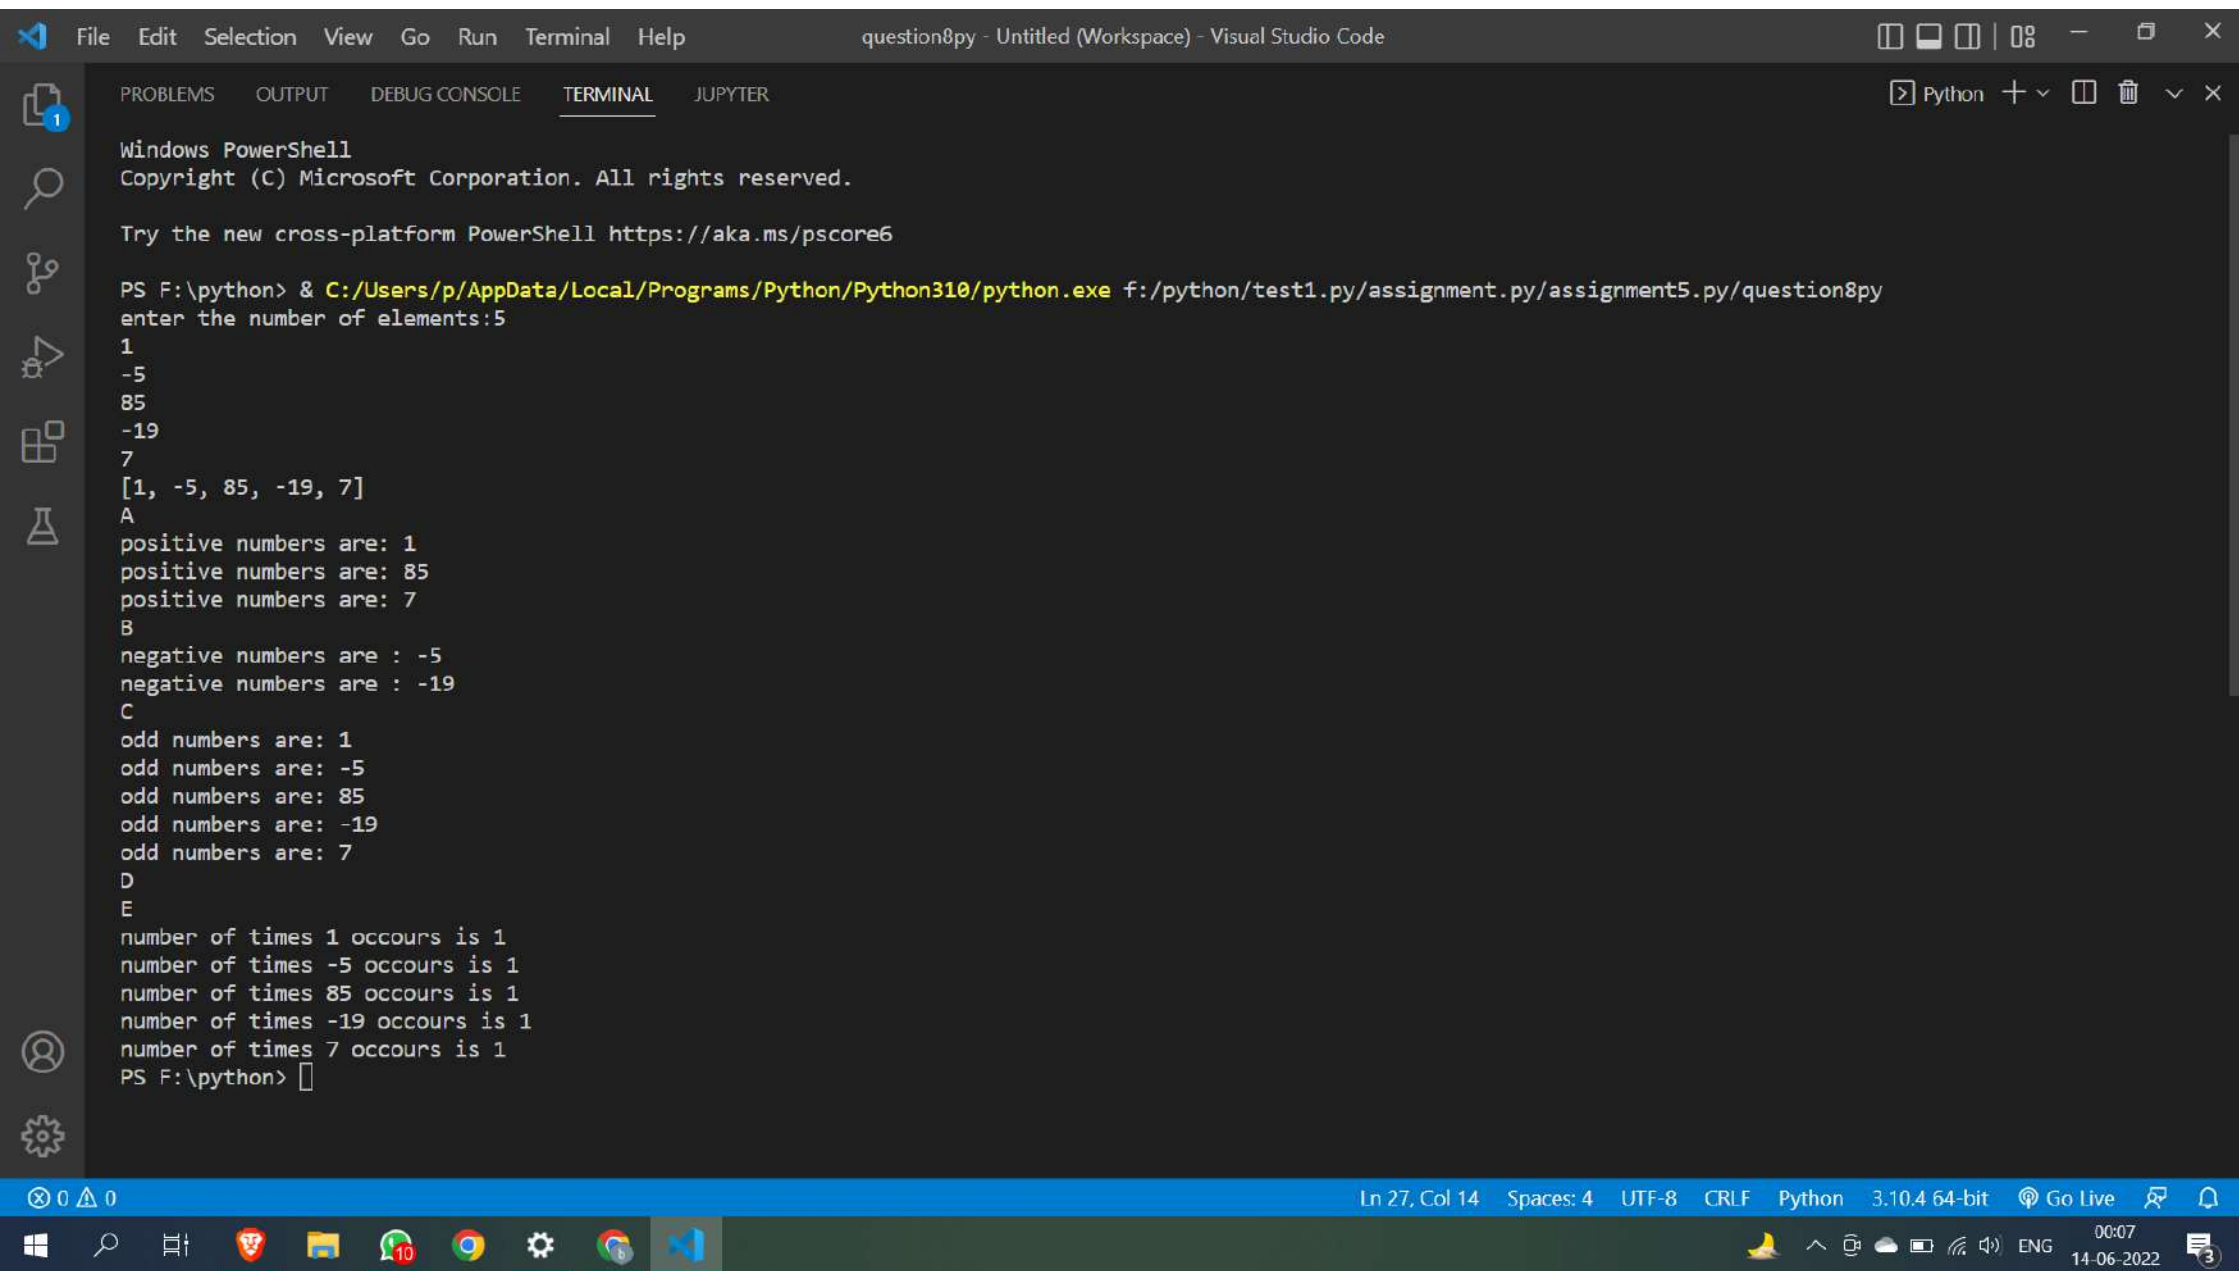 File Edit Selection View Go Run Terminal Help question8py - Untitled (Workspace) - Visual Studio Code
PROBLEMS OUTPUT DEBUG CONSOLE TERMINAL JUPYTER Python
1
Windows PowerShell
Copyright (C) Microsoft Corporation. All rights reserved.
Try the new cross-platform PowerShell https://aka.ms/pscore6
PS F:\python> & C:/Users/p/AppData/Local/Programs/Python/Python310/python.exe f:/python/test1.py/assignment.py/assignment5.py/question8py
enter the number of elements:5
1
-5
85
-19
7
[1, -5, 85, -19, 7]
A
positive numbers are: 1
positive numbers are: 85
positive numbers are: 7
B
negative numbers are : -5
negative numbers are : -19
C
odd numbers are: 1
odd numbers are: -5
odd numbers are: 85
odd numbers are: -19
odd numbers are: 7
D
E
number of times 1 occours is 1
number of times -5 occours is 1
number of times 85 occours is 1
number of times -19 occours is 1
number of times 7 occours is 1
PS F:\python>
0 0 Ln 27, Col 14 Spaces: 4 UTF-8 CRLF Python 3.10.4 64-bit Go Live
10 b ENG 00:07
14-06-2022 3